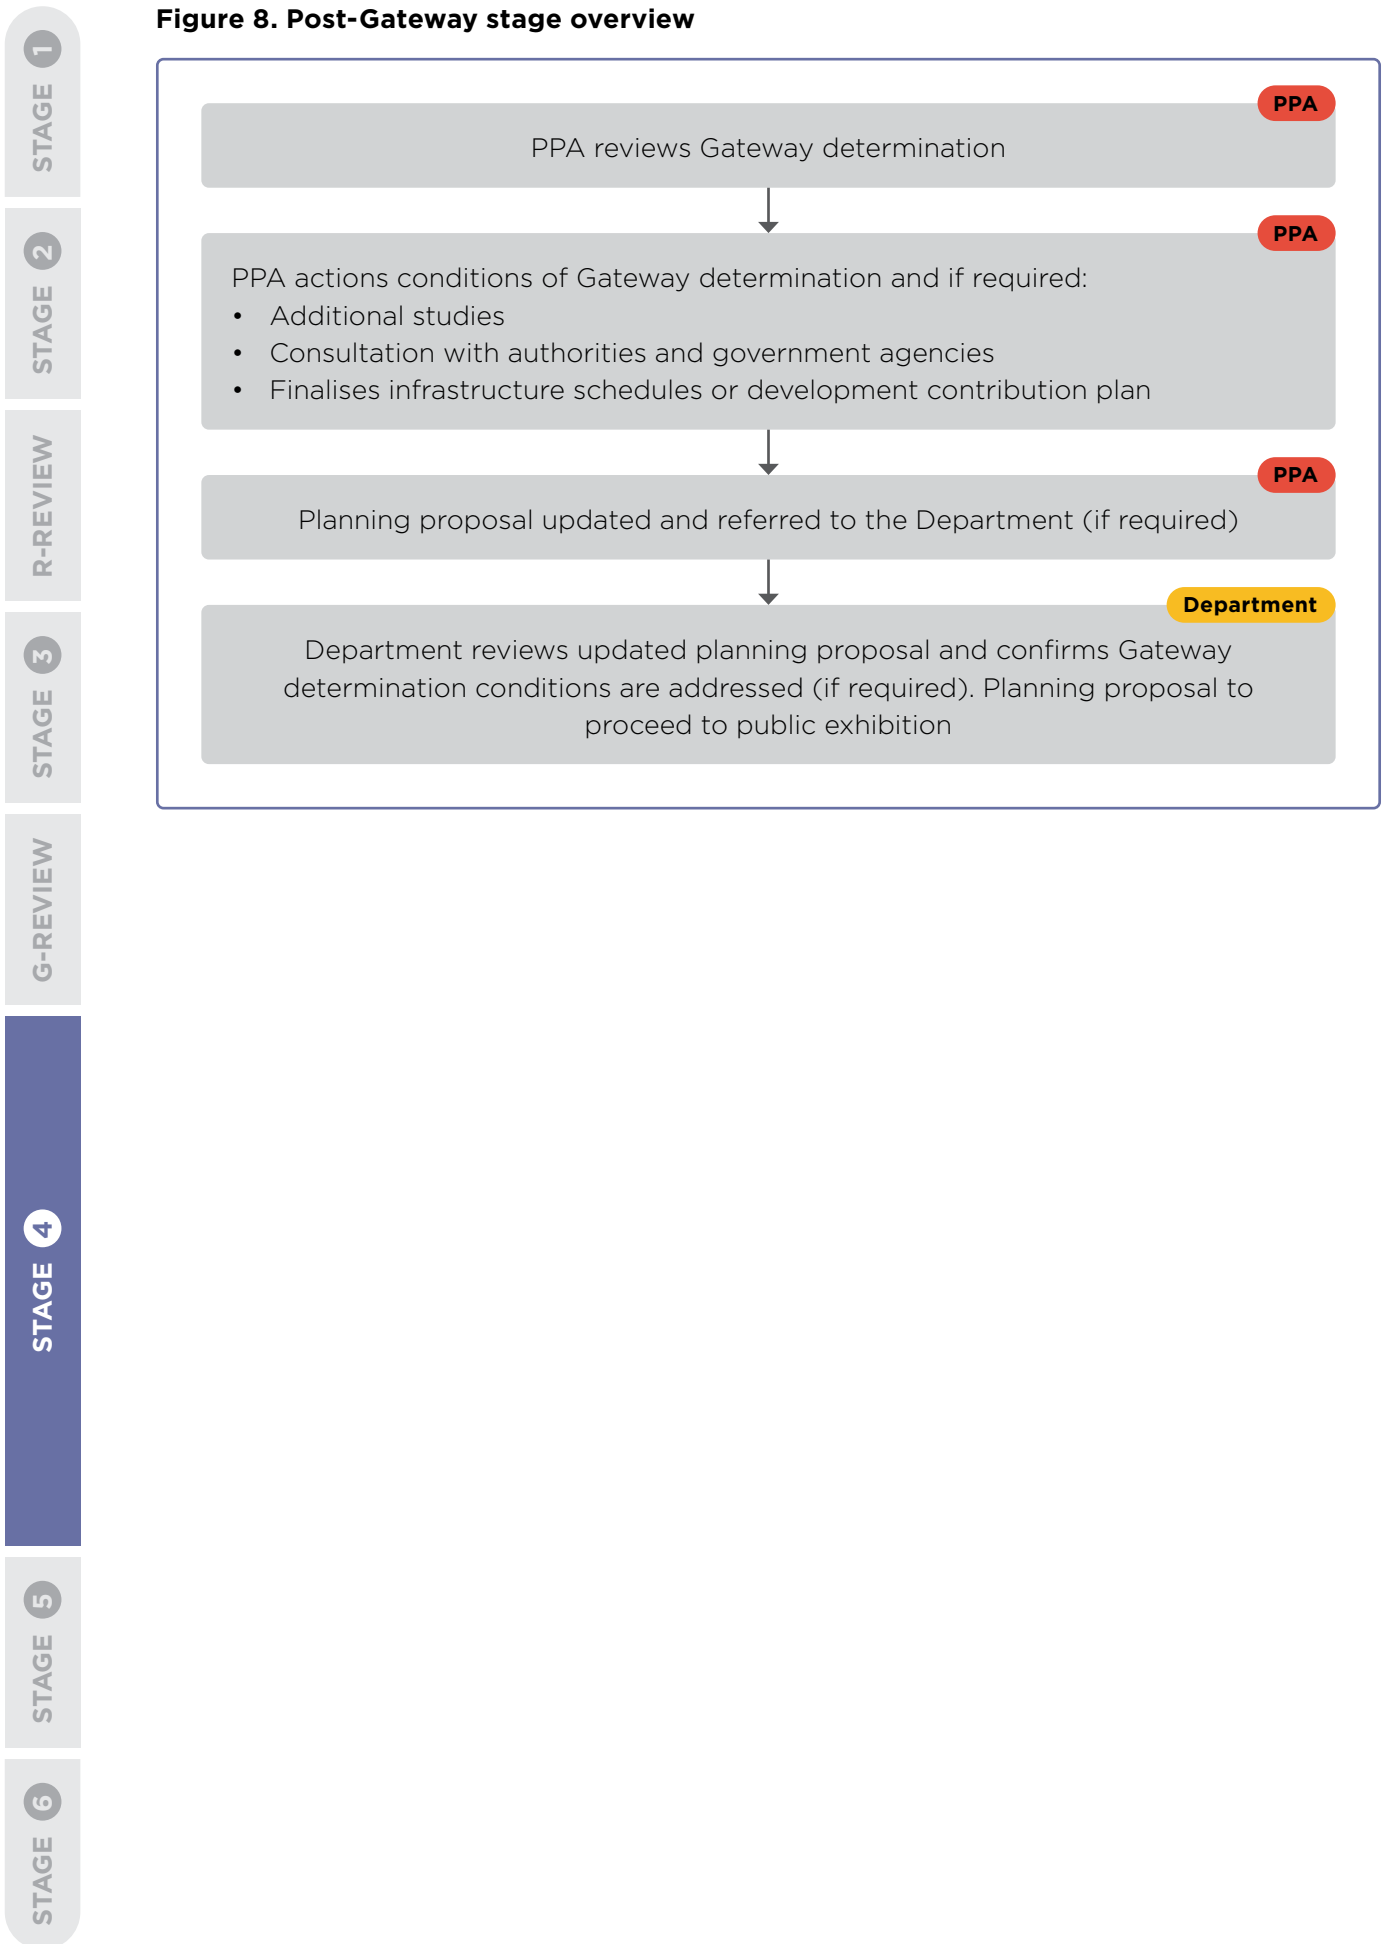 Figure 8. Post-Gateway stage overview
PPA
PPA reviews Gateway determination
PPA
PPA actions conditions of Gateway determination and if required:
• Additional studies
• Consultation with authorities and government agencies
• Finalises infrastructure schedules or development contribution plan
PPA
Planning proposal updated and referred to the Department (if required)
Department
Department reviews updated planning proposal and confirms Gateway
determination conditions are addressed (if required). Planning proposal to
proceed to public exhibition
STAGE 1
STAGE 2
R-REVIEW
STAGE 3
G-REVIEW
STAGE 4
STAGE 5
STAGE 6